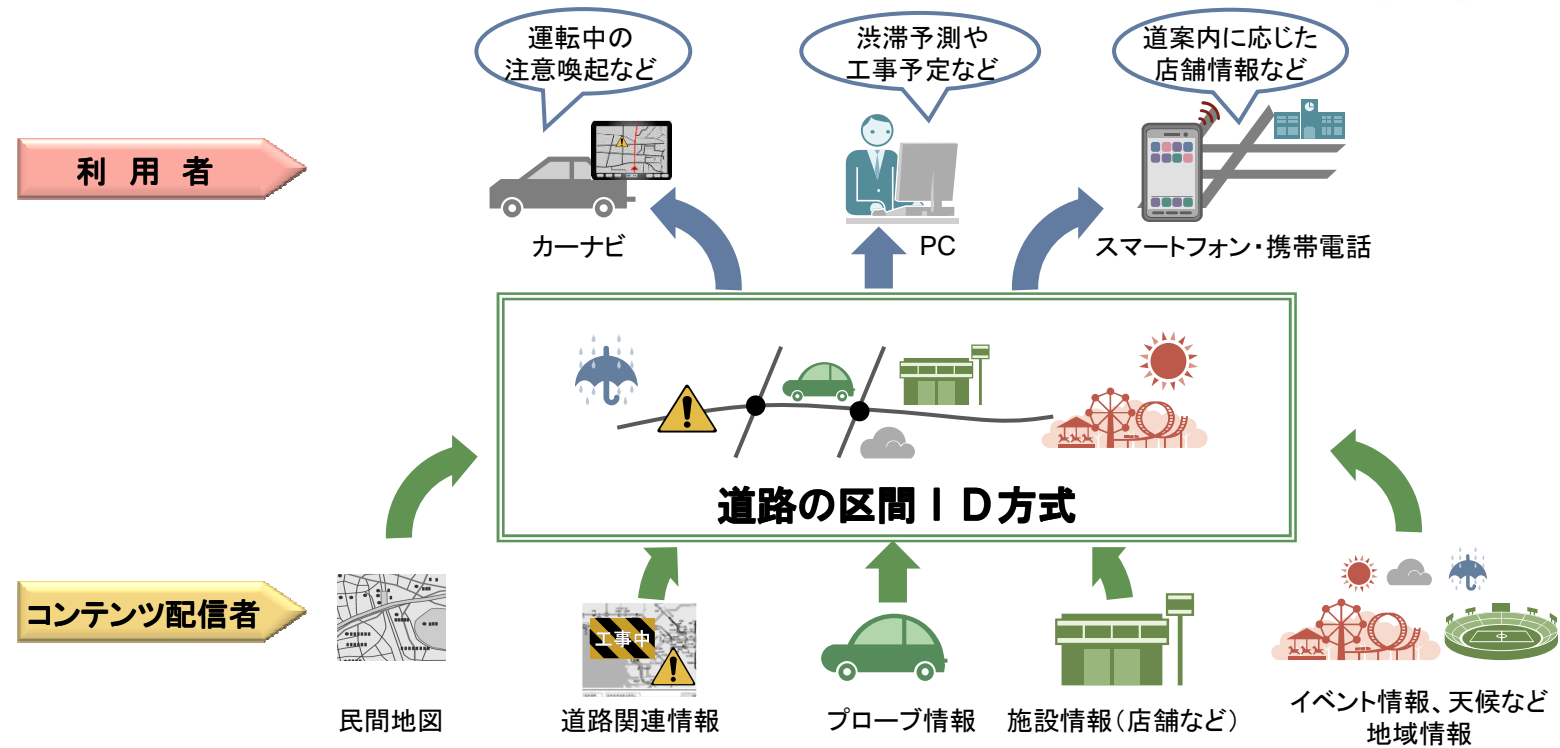 運転中の
注意喚起など
渋滞予測や
工事予定など
道案内に応じた
店舗情報など
利用者
カーナビ
PC
スマートフォン・携帯電話
道路の区間ＩＤ方式
コンテンツ配信者
工事中
民間地図
道路関連情報
プローブ情報
施設情報（店舗など）
イベント情報、天候など
地域情報